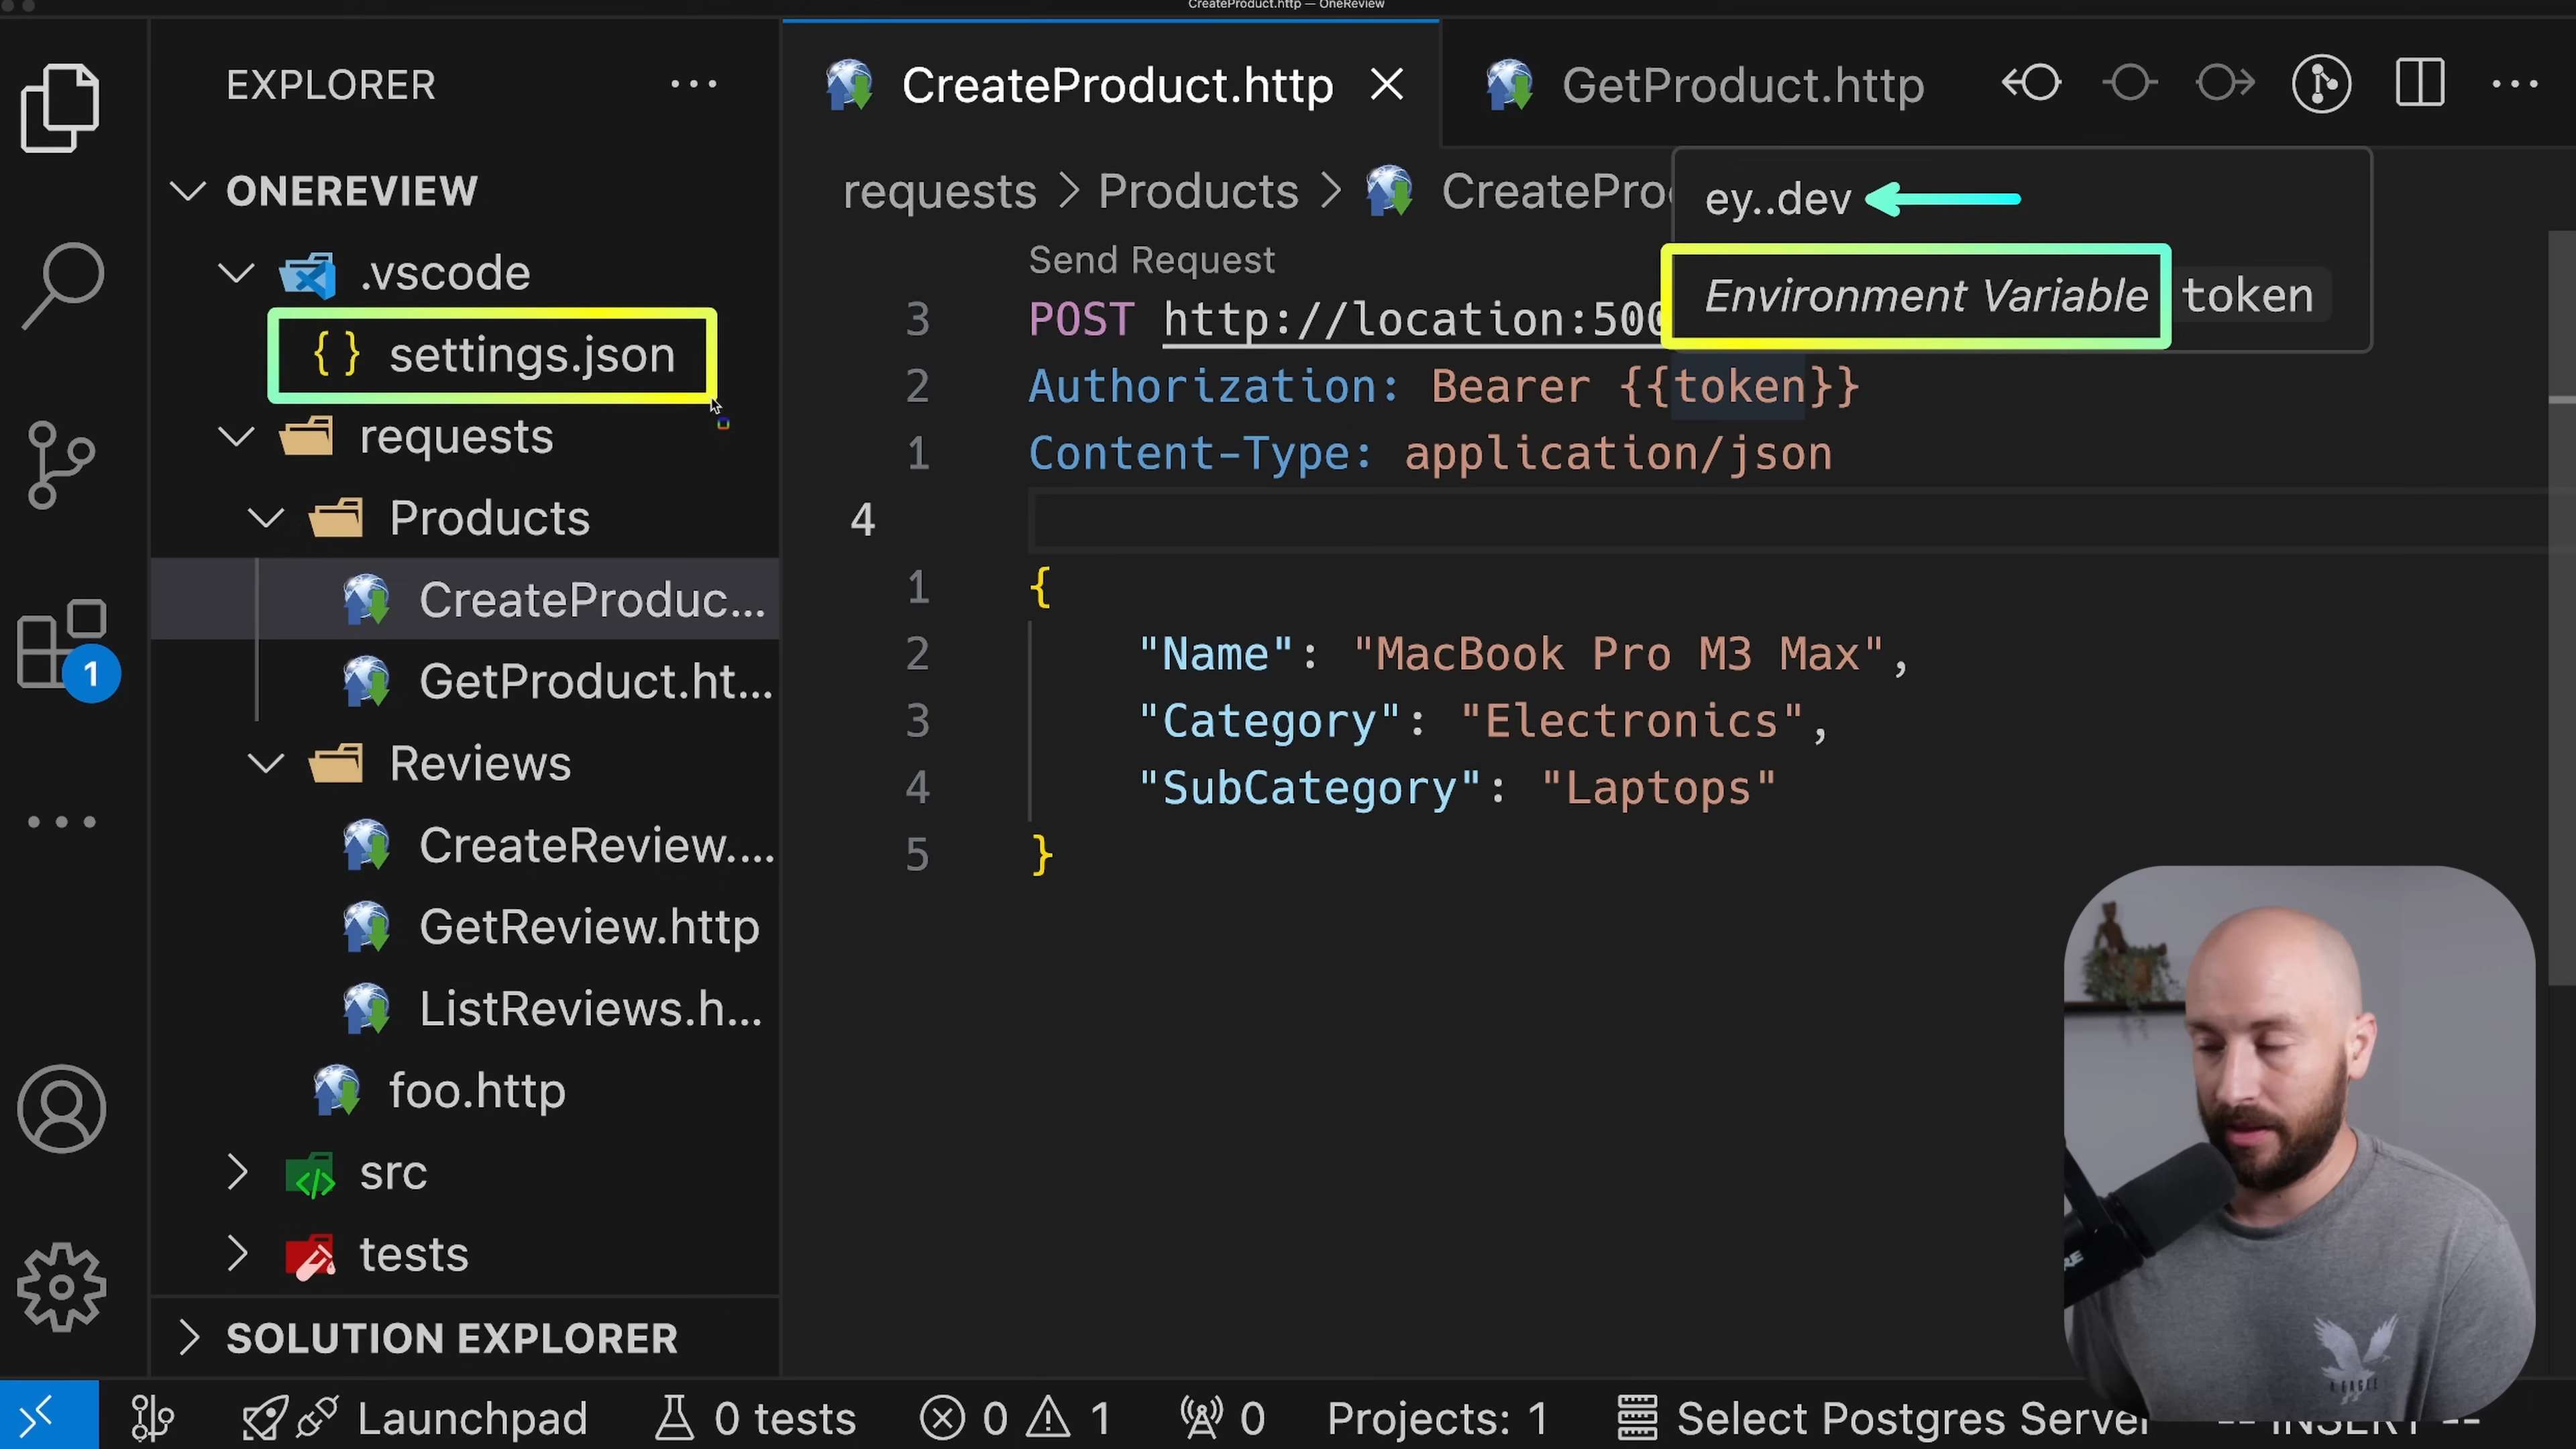 CreateProduct.http — OneReview
EXPLORER
ONEREVIEW
.vscode
{ } settings.json
requests
Products
CreateProduc...
GetProduct.ht...
Reviews
CreateReview....
GetReview.http
ListReviews.h...
foo.http
src
tests
SOLUTION EXPLORER
1
CreateProduct.http
GetProduct.http
requests > Products > CreateProd
ey..dev
Environment Variable token
Send Request
3 POST http://location:500
2 Authorization: Bearer {{token}}
1 Content-Type: application/json
4
1 {
2 "Name": "MacBook Pro M3 Max",
3 "Category": "Electronics",
4 "SubCategory": "Laptops"
5 }
Launchpad
0 tests
0
1
0
Projects: 1
Select Postgres Server
-- INSERT --